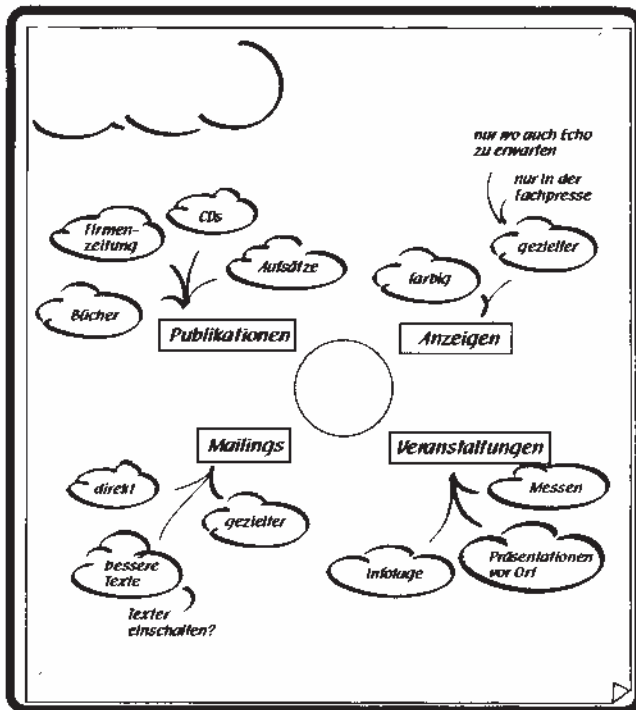 nur wo auch Echo
zu erwarten
nur in der
Fachpresse
gezielter
farbig
Anzeigen
CDs
Firmen-
zeitung
Aufsätze
Bücher
Publikationen
Mailings
direkt
gezielter
bessere
Texte
Texter
einschalten?
Veranstaltungen
Messen
Präsentationen
vor Ort
Infotage